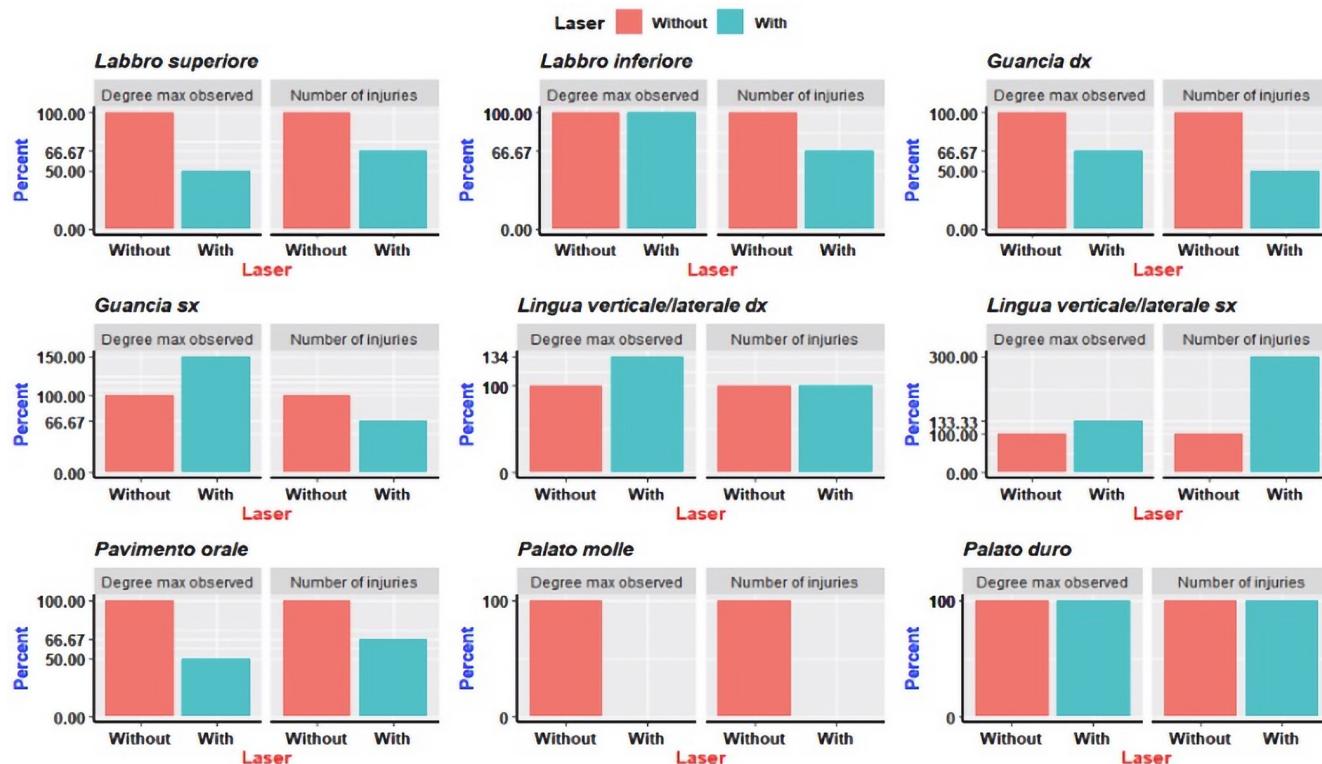 Laser Without With
Labbro superiore
Degree max observed Number of injuries
100.00
66.67
50.00
0.00
Percent
Without With Without With
Laser
Labbro inferiore
Degree max observed Number of injuries
100.00
66.67
0.00
Percent
Without With Without With
Laser
Guancia dx
Degree max observed Number of injuries
100.00
66.67
50.00
0.00
Percent
Without With Without With
Laser
Guancia sx
Degree max observed Number of injuries
150.00
100.00
66.67
0.00
Percent
Without With Without With
Laser
Lingua verticale/laterale dx
Degree max observed Number of injuries
134
100
0
Percent
Without With Without With
Laser
Lingua verticale/laterale sx
Degree max observed Number of injuries
300.00
133.33
100.00
0.00
Percent
Without With Without With
Laser
Pavimento orale
Degree max observed Number of injuries
100.00
66.67
50.00
0.00
Percent
Without With Without With
Laser
Palato molle
Degree max observed Number of injuries
100
0
Percent
Without With Without With
Laser
Palato duro
Degree max observed Number of injuries
100
0
Percent
Without With Without With
Laser